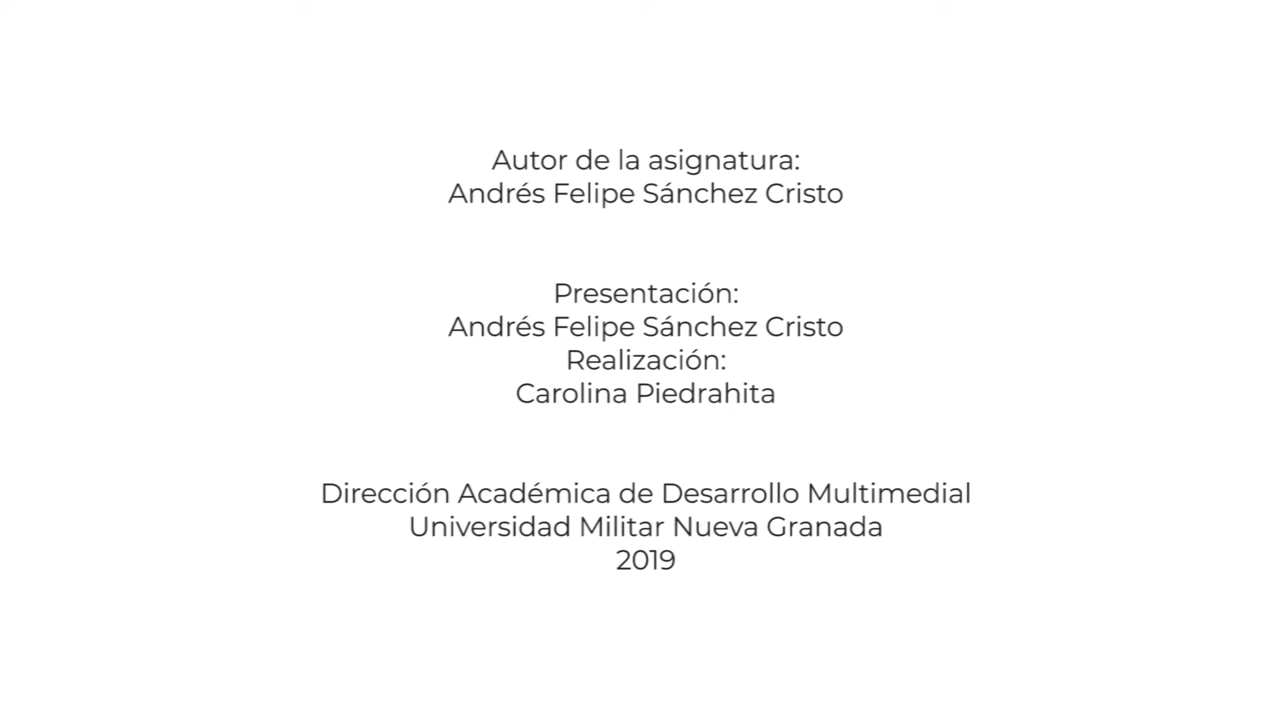 Autor de la asignatura:
Andrés Felipe Sánchez Cristo
Presentación:
Andrés Felipe Sánchez Cristo
Realización:
Carolina Piedrahita
Dirección Académica de Desarrollo Multimedial
Universidad Militar Nueva Granada
2019